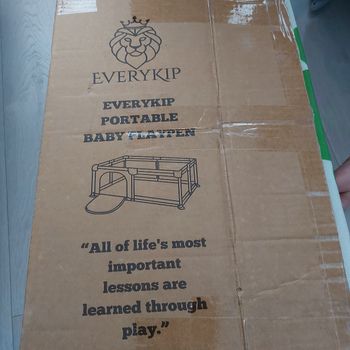 EVERYKIP
EVERYKIP
PORTABLE
BABY PLAYPEN
“All of life's most
important
lessons are
learned through
play.”